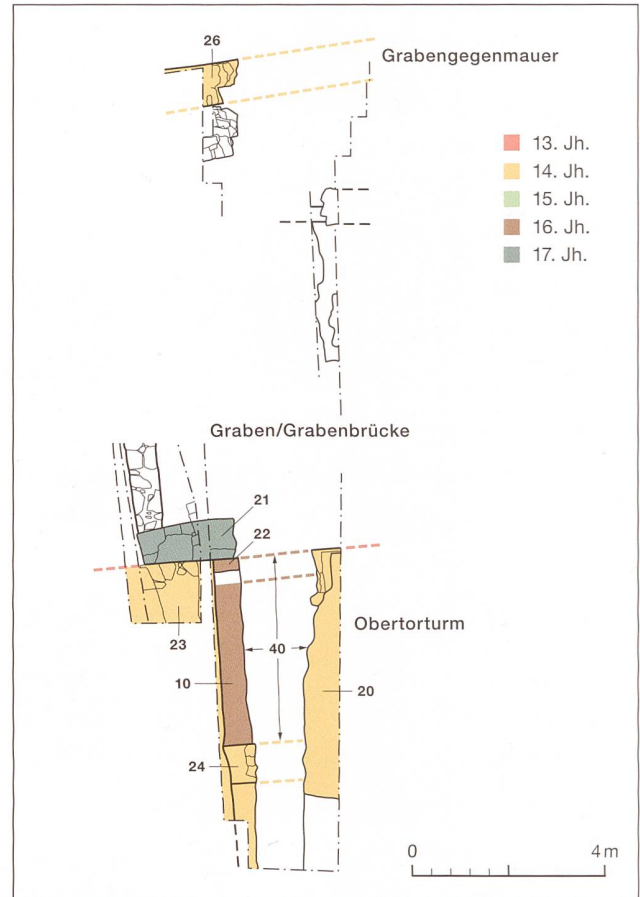 26
Grabengegenmauer
13. Jh.
14. Jh.
15. Jh.
16. Jh.
17. Jh.
Graben/Grabenbrücke
21
22
Obertorturm
23
40
10
20
24
0 4 m